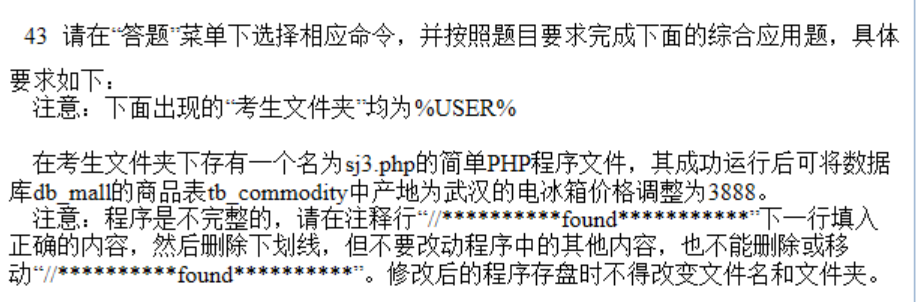 43 请在“答题”菜单下选择相应命令，并按照题目要求完成下面的综合应用题，具体
要求如下：
注意：下面出现的“考生文件夹”均为%USER%
在考生文件夹下存有一个名为sj3.php的简单PHP程序文件，其成功运行后可将数据
库db_mall的商品表tb_commodity中产地为武汉的电冰箱价格调整为3888。
注意：程序是不完整的，请在注释行“//**********found***********”下一行填入
正确的内容，然后删除下划线，但不要改动程序中的其他内容，也不能删除或移
动“//**********found**********”。修改后的程序存盘时不得改变文件名和文件夹。